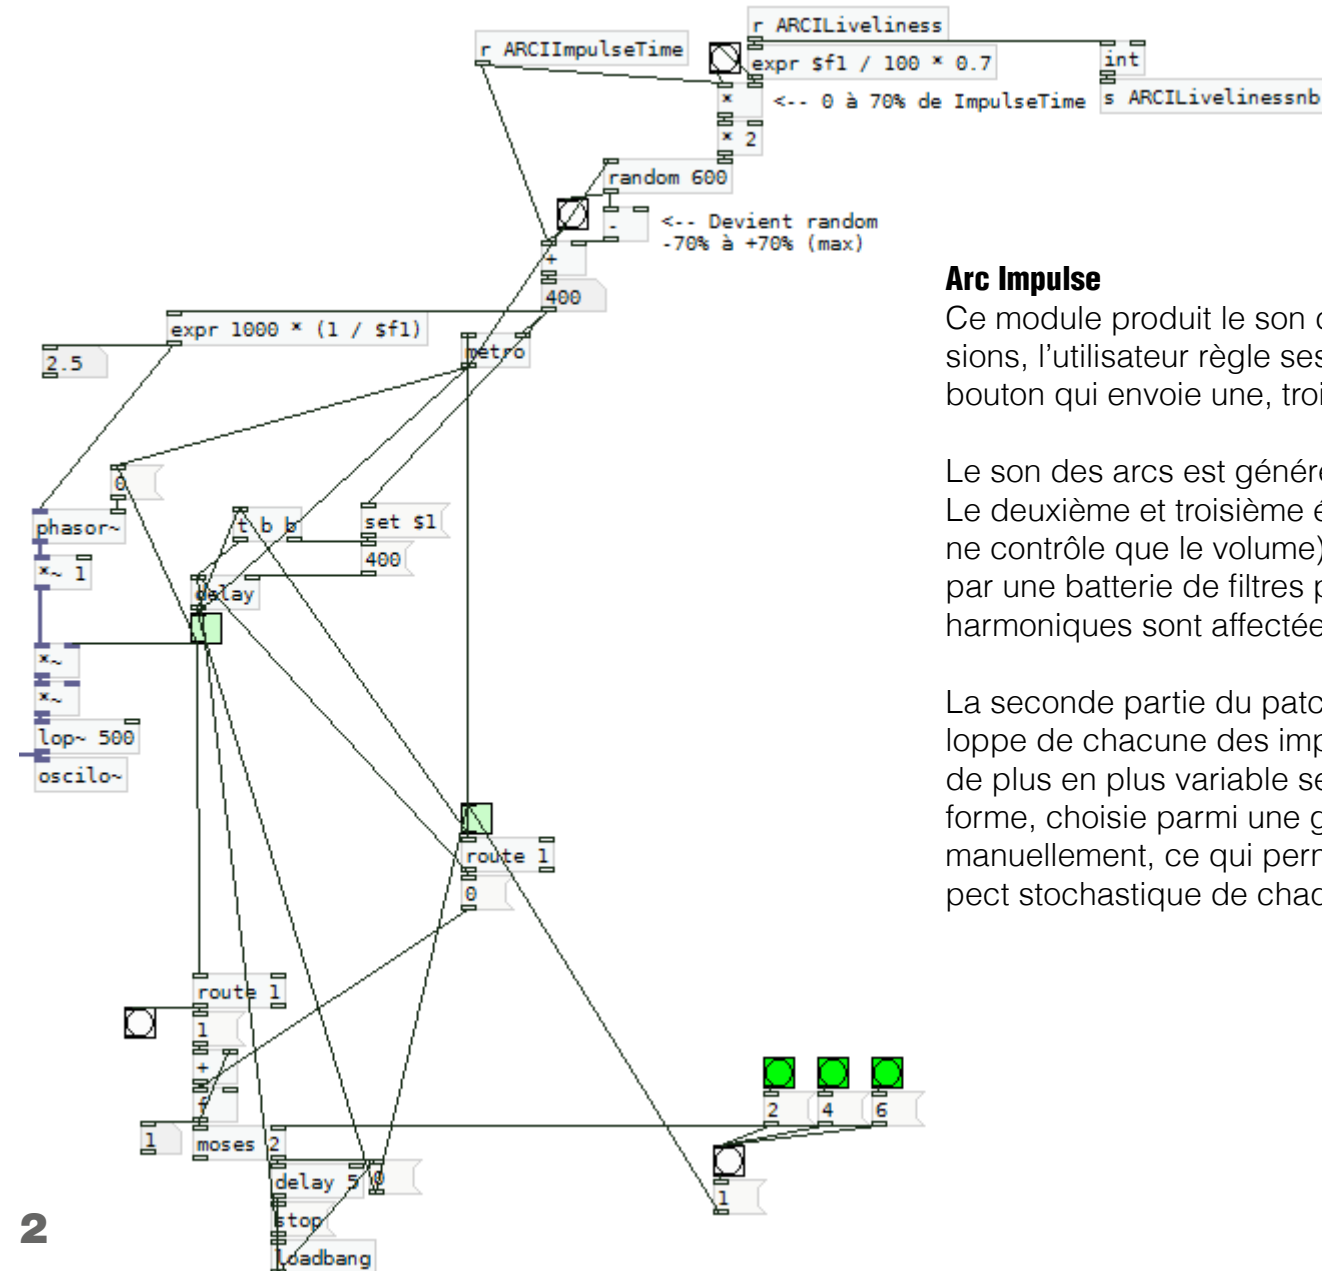 r ARCILiveliness
r ARCIImpulseTime
expr $f1 / 100 * 0.7
int
*
<-- 0 à 70% de ImpulseTime
s ARCILivelinessnb
* 2
random 600
-
<-- Devient random
-70% à +70% (max)
+
400
expr 1000 * (1 / $f1)
metro
2.5
0
phasor~
t b b
set $1
400
*~ 1
delay
*~
*~
lop~ 500
oscilo~
route 1
0
route 1
1
+
f
1
moses 2
2
4
6
delay 5
0
stop
loadbang
1
Arc Impulse
Ce module produit le son d
sions, l’utilisateur règle ses
bouton qui envoie une, troi
Le son des arcs est généré
Le deuxième et troisième é
ne contrôle que le volume)
par une batterie de filtres p
harmoniques sont affectée
La seconde partie du patc
loppe de chacune des imp
de plus en plus variable se
forme, choisie parmi une g
manuellement, ce qui perm
pect stochastique de chac
2